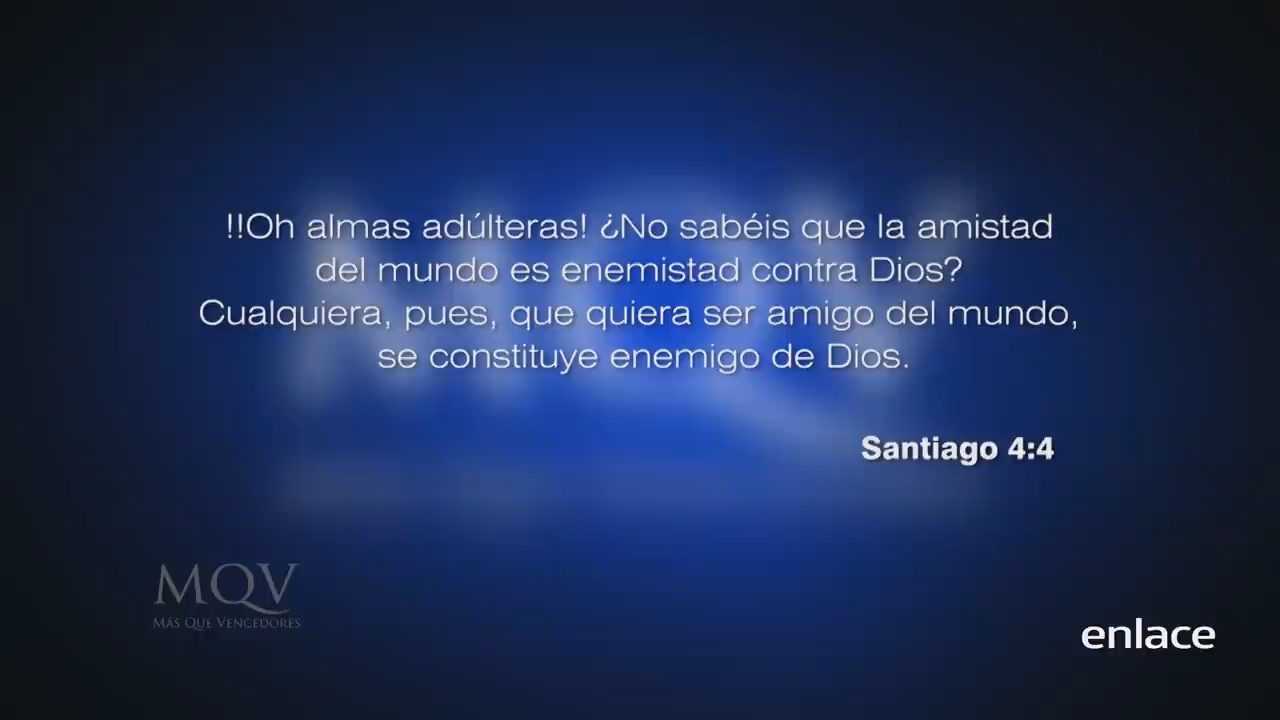 !!Oh almas adúlteras! ¿No sabéis que la amistad
del mundo es enemistad contra Dios?
Cualquiera, pues, que quiera ser amigo del mundo,
se constituye enemigo de Dios.
Santiago 4:4
MQV
MÁS QUE VENCEDORES
enlace